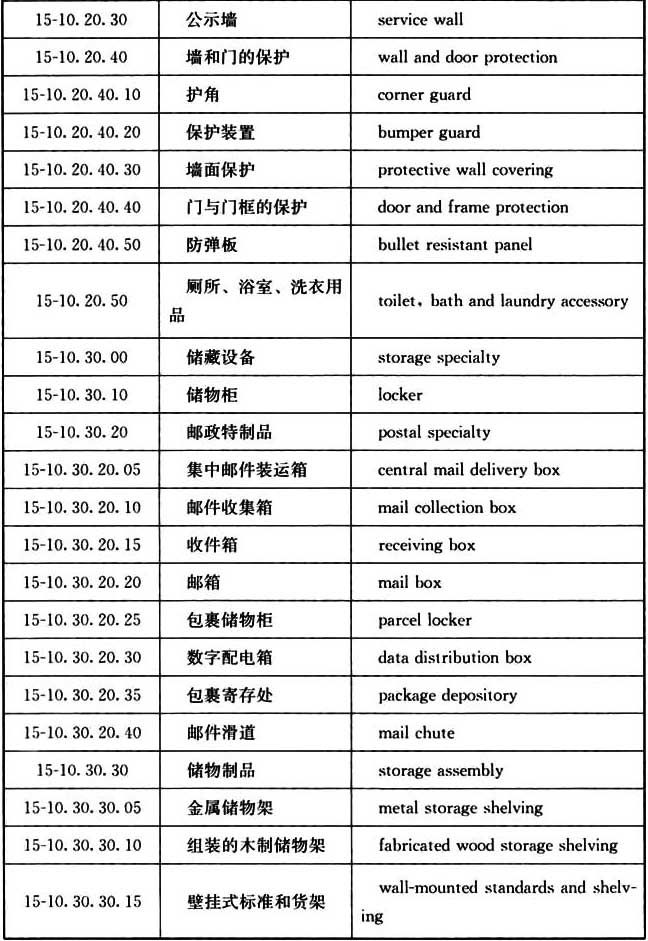 15-10.20.30 公示墙 service wall
15-10.20.40 墙和门的保护 wall and door protection
15-10.20.40.10 护角 corner guard
15-10.20.40.20 保护装置 bumper guard
15-10.20.40.30 墙面保护 protective wall covering
15-10.20.40.40 门与门框的保护 door and frame protection
15-10.20.40.50 防弹板 bullet resistant panel
15-10.20.50 厕所、浴室、洗衣用
品 toilet, bath and laundry accessory
15-10.30.00 储藏设备 storage specialty
15-10.30.10 储物柜 locker
15-10.30.20 邮政特制品 postal specialty
15-10.30.20.05 集中邮件装运箱 central mail delivery box
15-10.30.20.10 邮件收集箱 mail collection box
15-10.30.20.15 收件箱 receiving box
15-10.30.20.20 邮箱 mail box
15-10.30.20.25 包裹储物柜 parcel locker
15-10.30.20.30 数字配电箱 data distribution box
15-10.30.20.35 包裹寄存处 package depository
15-10.30.20.40 邮件滑道 mail chute
15-10.30.30 储物制品 storage assembly
15-10.30.30.05 金属储物架 metal storage shelving
15-10.30.30.10 组装的木制储物架 fabricated wood storage shelving
15-10.30.30.15 壁挂式标准和货架 wall-mounted standards and shelv-
ing